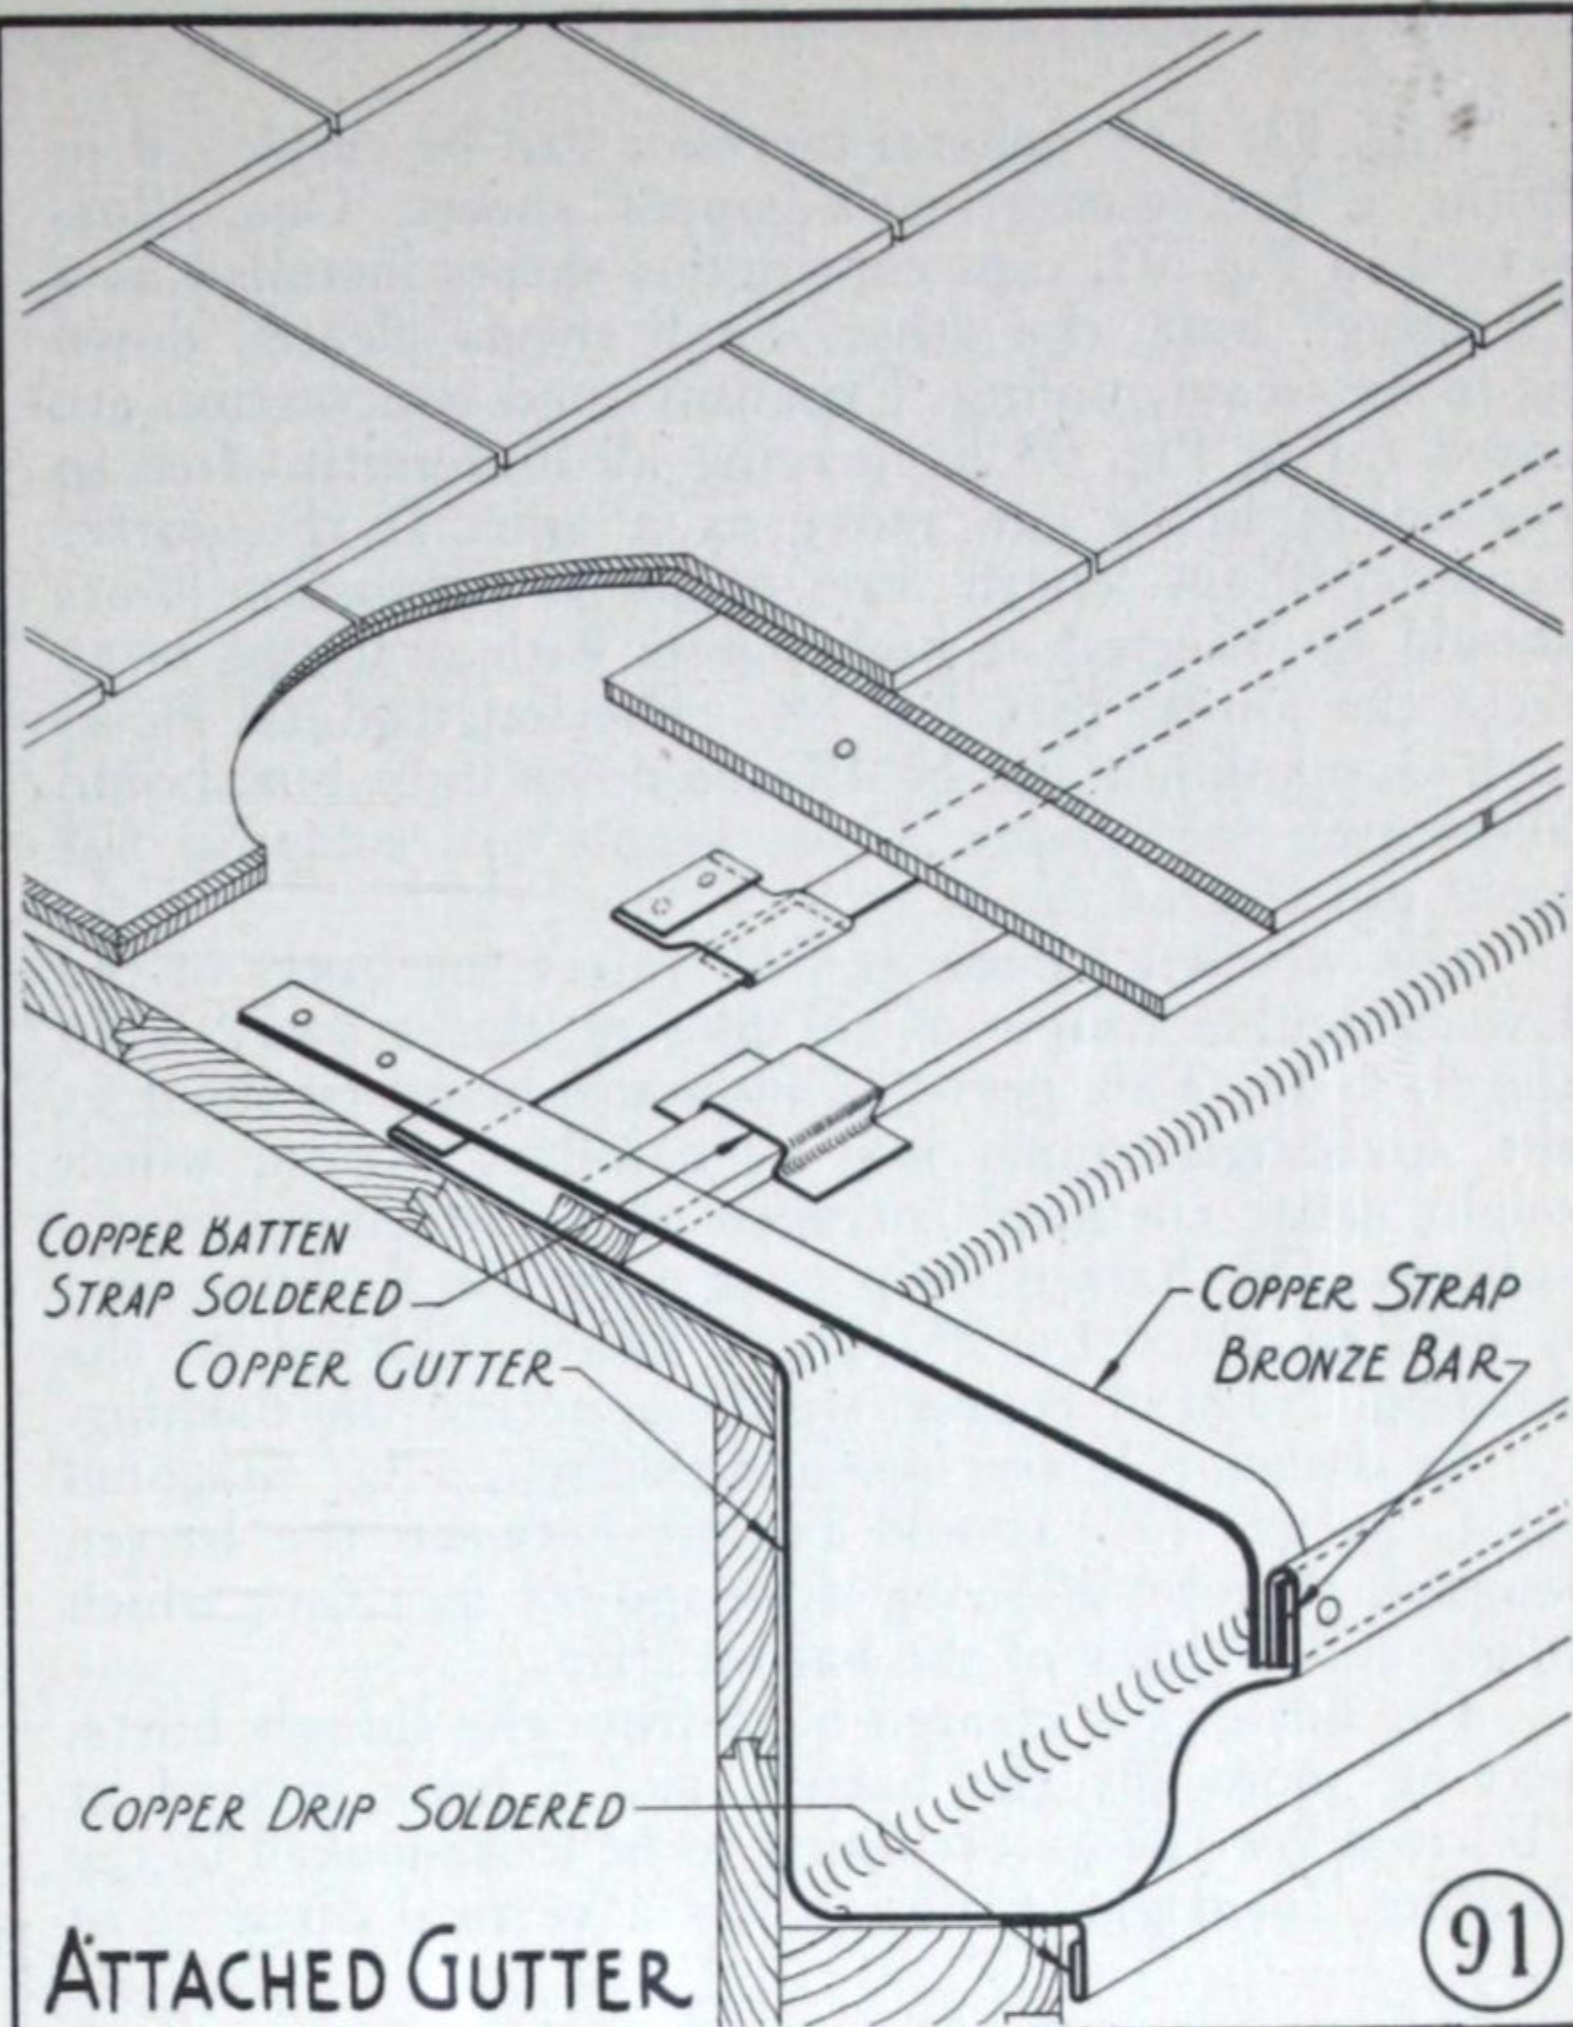 COPPER BATTEN
STRAP SOLDERED
COPPER GUTTER
COPPER STRAP
BRONZE BAR
COPPER DRIP SOLDERED
ATTACHED GUTTER
91